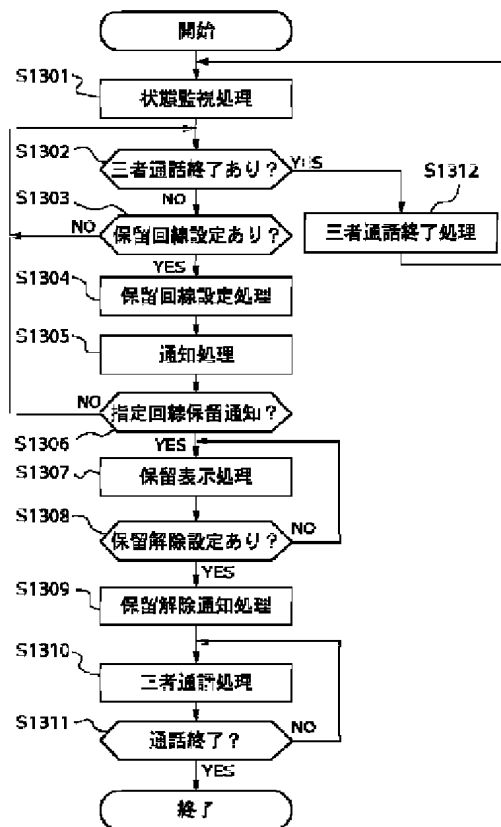 開始
S1301
状態監視処理
S1302
三者通話終了あり？
YES
NO
S1312
三者通話終了処理
S1303
保留回線設定あり？
NO
YES
S1304
保留回線設定処理
S1305
通知処理
指定回線保留通知？
NO
S1306
YES
S1307
保留表示処理
S1308
保留解除設定あり？
NO
YES
S1309
保留解除通知処理
S1310
三者通話処理
S1311
通話終了？
NO
YES
終了